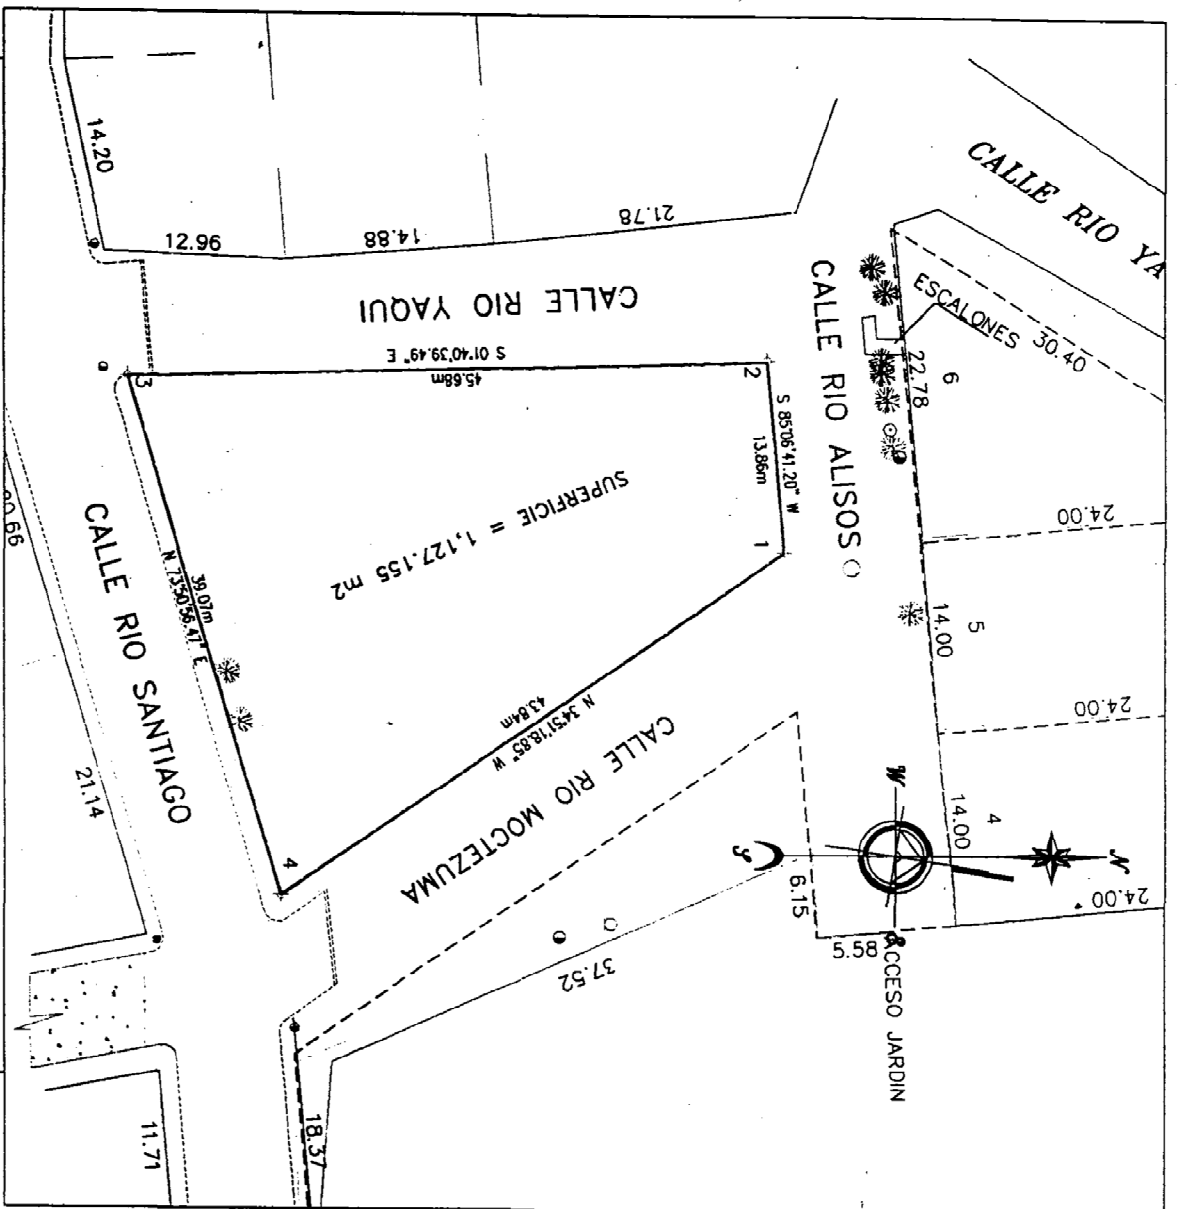 14.20
12.96
14.88
21.78
CALLE RIO YAQUI
CALLE RIO YA
CALLE RIO ALISOS
ESCALONES
30.40
22.78
6
S 01°40'39.49" E
45.68m
3
2
S 85°06'41.20" W
13.86m
1
SUPERFICIE = 1,127.155 m2
24.00
14.00
5
24.00
14.00
4
24.00
CALLE RIO SANTIAGO
39.07m
N 73°50'56.47" E
N 34°51'18.85" W
43.84m
CALLE RIO MOCTEZUMA
4
21.14
W
N
S
6.15
5.58
ACCESO JARDIN
37.52
18.37
11.71